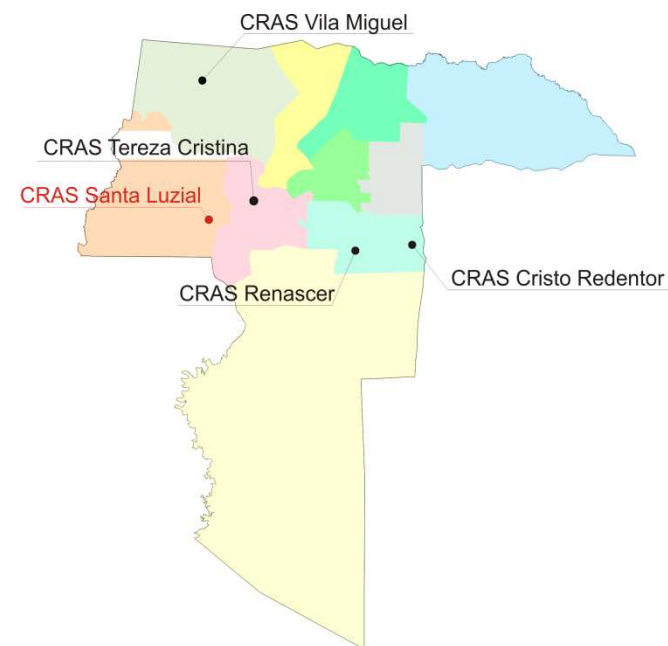 CRAS Vila Miguel
CRAS Tereza Cristina
CRAS Santa Luzial
CRAS Cristo Redentor
CRAS Renascer